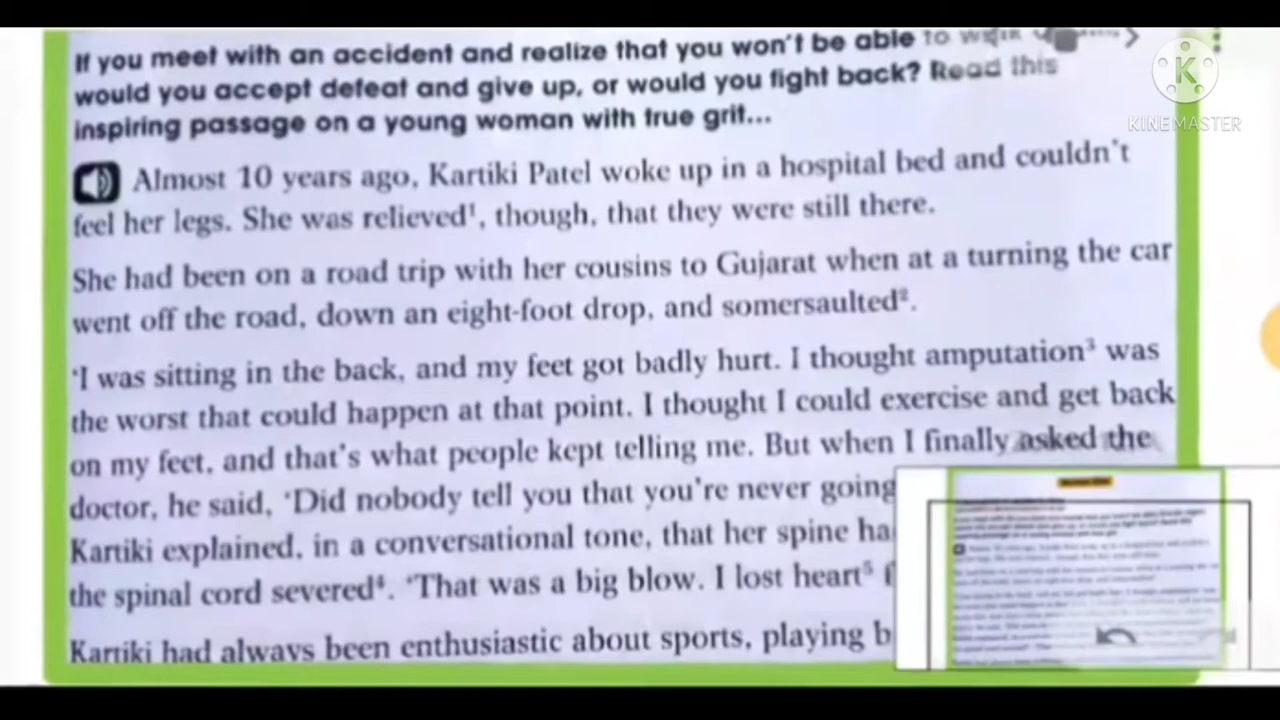 If you meet with an accident and realize that you won't be able to
would you accept defeat and give up, or would you fight back? Read this
inspiring passage on a young woman with true grit...
KINEMASTER
Almost 10 years ago, Kartiki Patel woke up in a hospital bed and couldn't
feel her legs. She was relieved¹, though, that they were still there.
She had been on a road trip with her cousins to Gujarat when at a turning the car
went off the road, down an eight-foot drop, and somersaulted².
'I was sitting in the back, and my feet got badly hurt. I thought amputation³ was
the worst that could happen at that point. I thought I could exercise and get back
on my feet, and that's what people kept telling me. But when I finally asked the
doctor, he said, 'Did nobody tell you that you're never going
Kartiki explained, in a conversational tone, that her spine ha
the spinal cord severed⁴. 'That was a big blow. I lost heart⁵ f
Kartiki had always been enthusiastic about sports, playing b